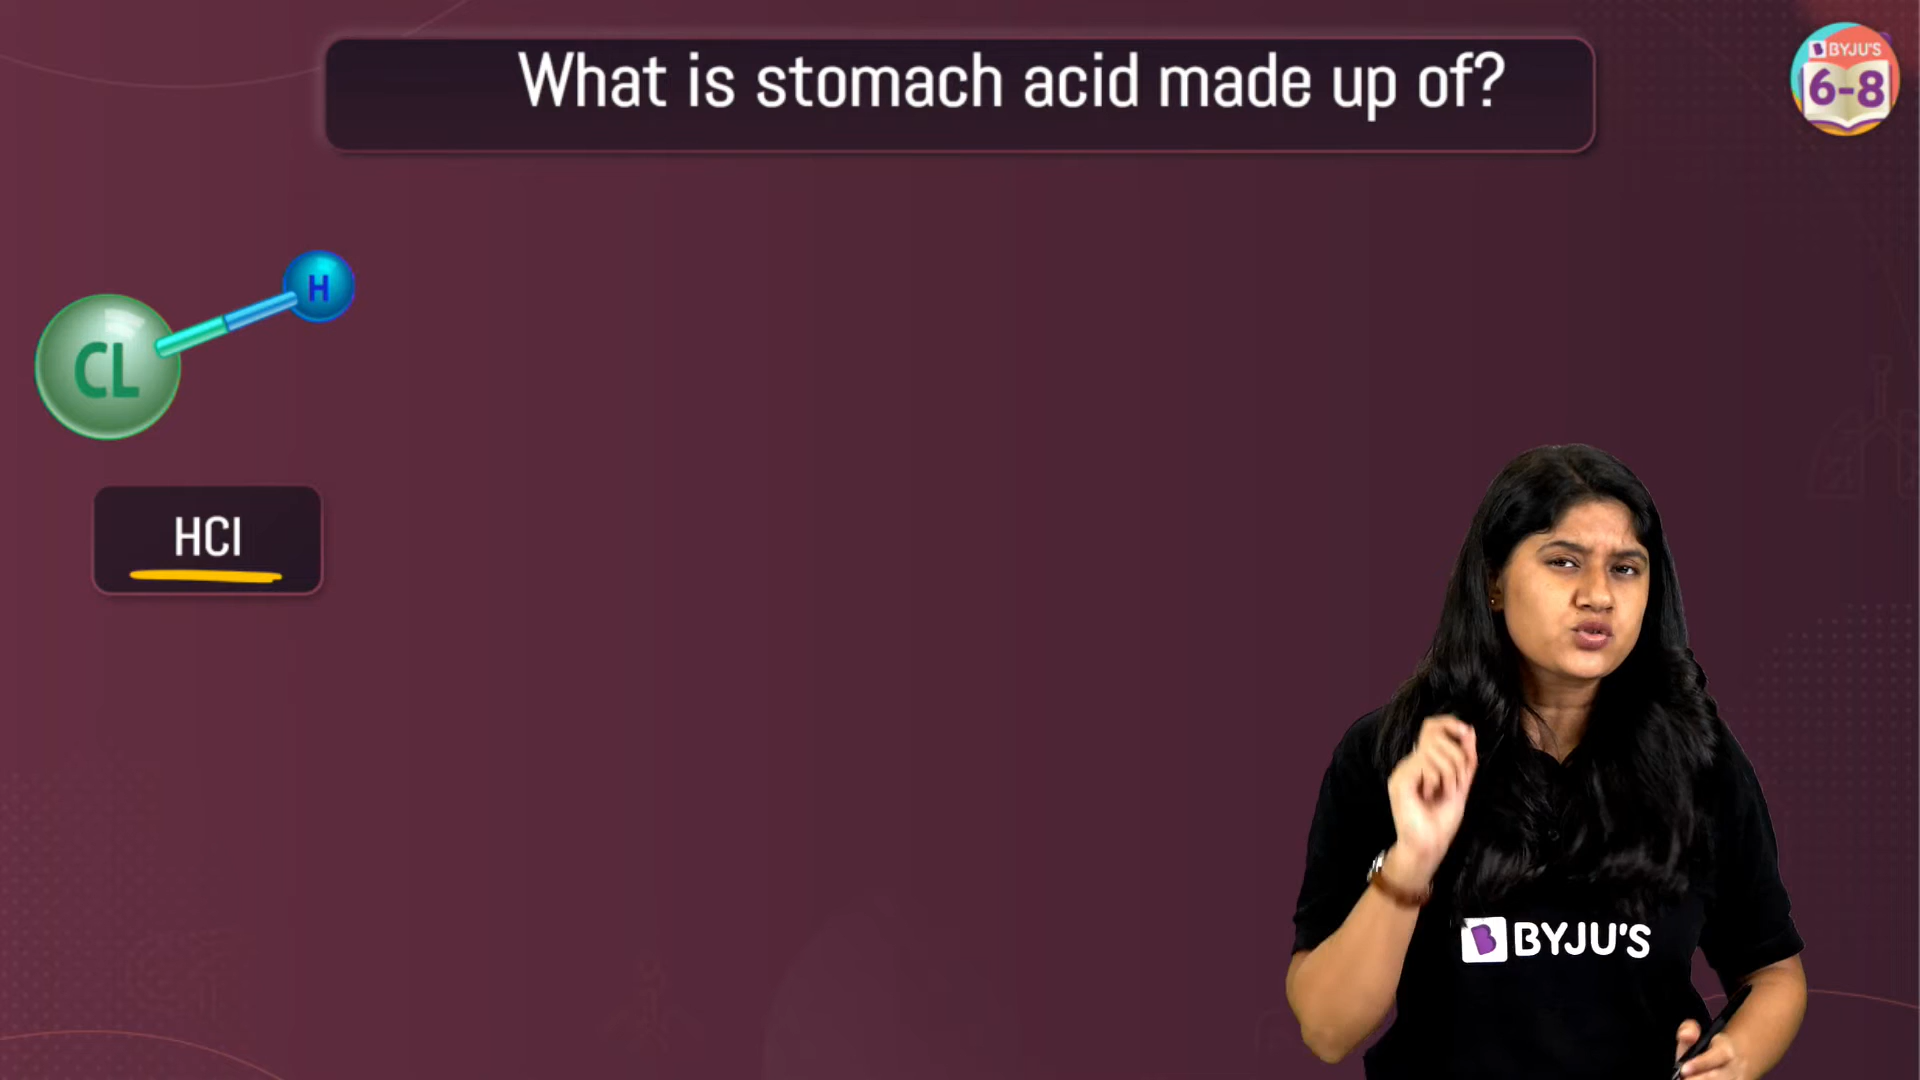 What is stomach acid made up of?
BYJU'S
6-8
H
CL
HCl
BYJU'S